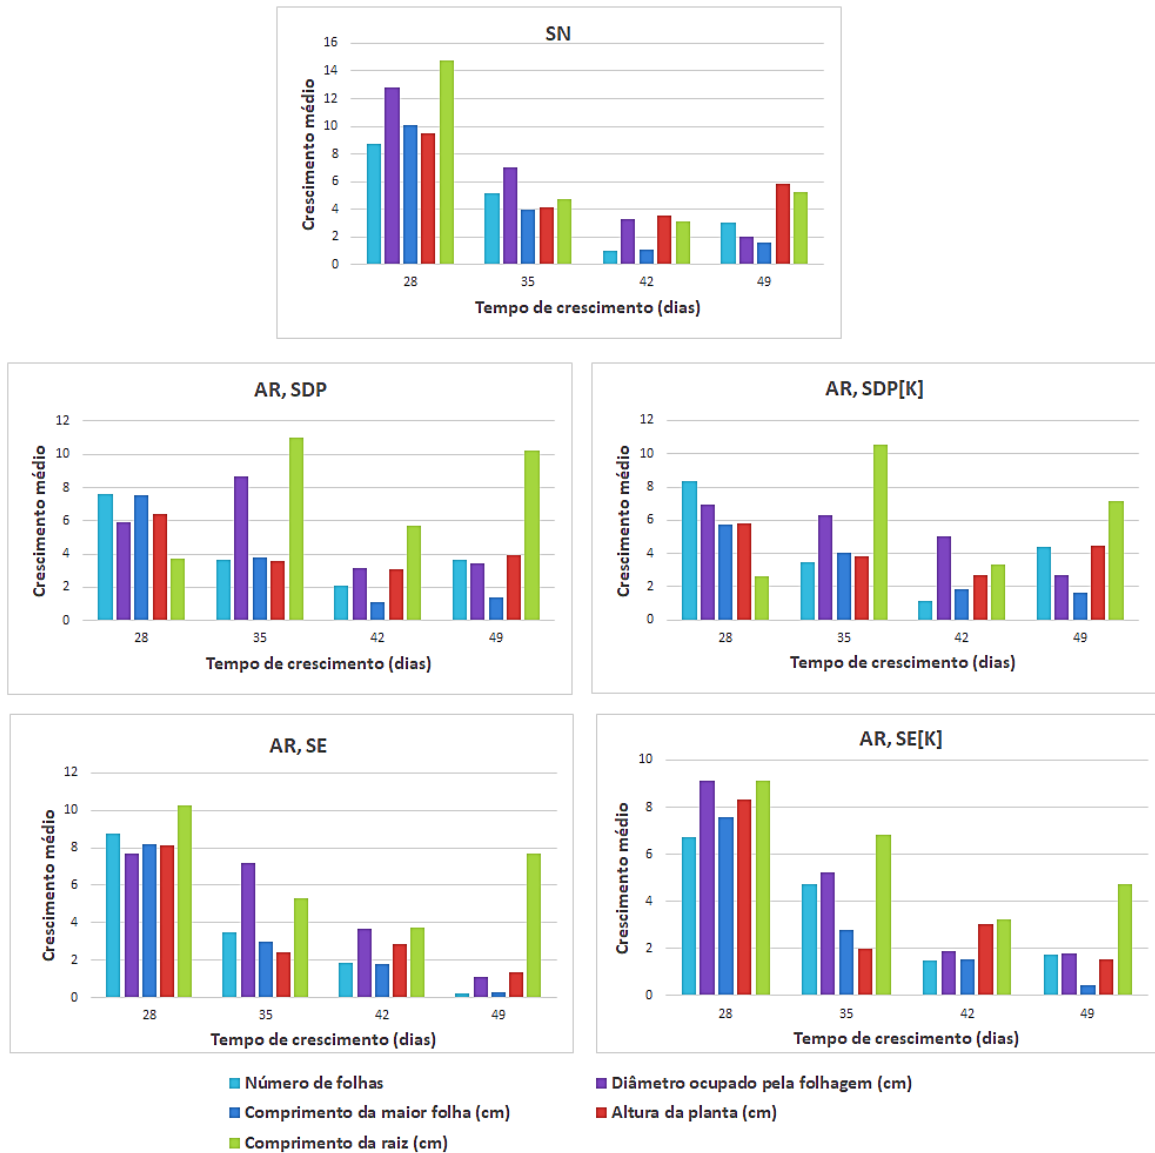 SN
16
14
12
10
8
6
4
2
0
Crescimento médio
28 35 42 49
Tempo de crescimento (dias)
AR, SDP
12
10
8
6
4
2
0
Crescimento médio
28 35 42 49
Tempo de crescimento (dias)
AR, SDP[K]
12
10
8
6
4
2
0
Crescimento médio
28 35 42 49
Tempo de crescimento (dias)
AR, SE
12
10
8
6
4
2
0
Crescimento médio
28 35 42 49
Tempo de crescimento (dias)
AR, SE[K]
10
8
6
4
2
0
Crescimento médio
28 35 42 49
Tempo de crescimento (dias)
Número de folhas
Diâmetro ocupado pela folhagem (cm)
Comprimento da maior folha (cm)
Altura da planta (cm)
Comprimento da raiz (cm)